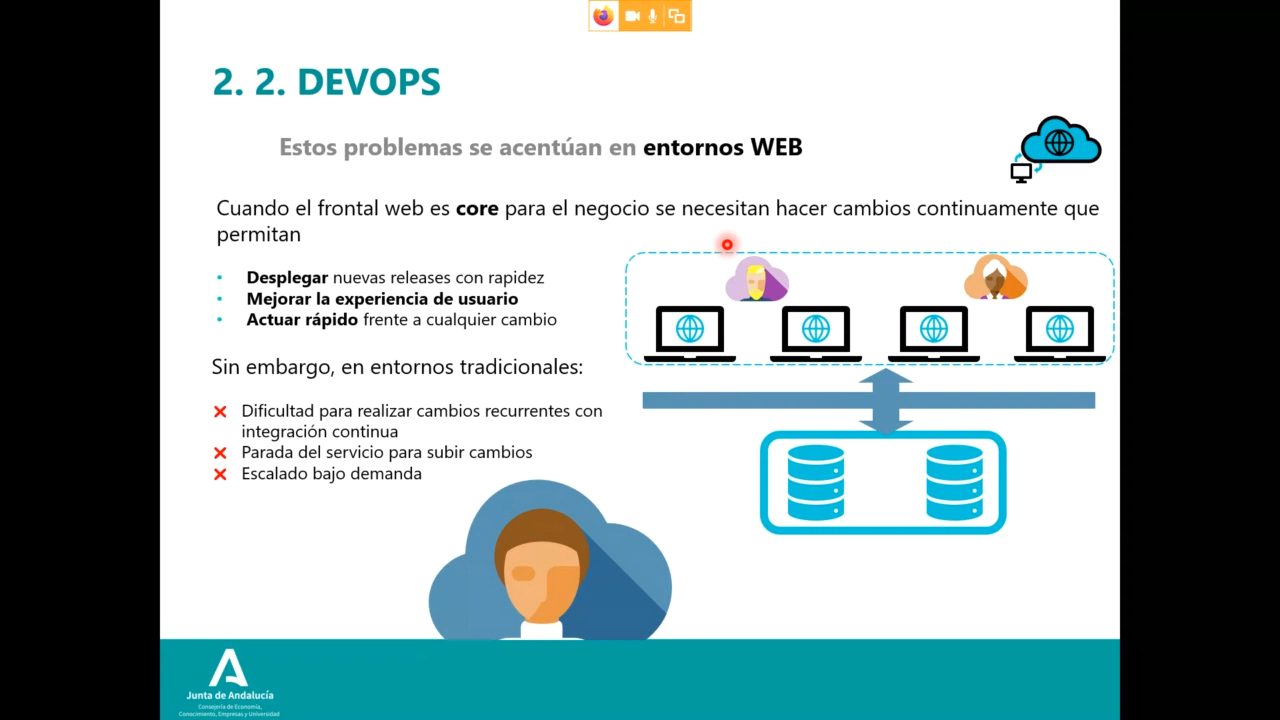 2. 2. DEVOPS
Estos problemas se acentúan en entornos WEB
Cuando el frontal web es core para el negocio se necesitan hacer cambios continuamente que
permitan
• Desplegar nuevas releases con rapidez
• Mejorar la experiencia de usuario
• Actuar rápido frente a cualquier cambio
Sin embargo, en entornos tradicionales:
Dificultad para realizar cambios recurrentes con
integración continua
Parada del servicio para subir cambios
Escalado bajo demanda
Junta de Andalucía
Consejería de Economía,
Conocimiento, Empresas y Universidad